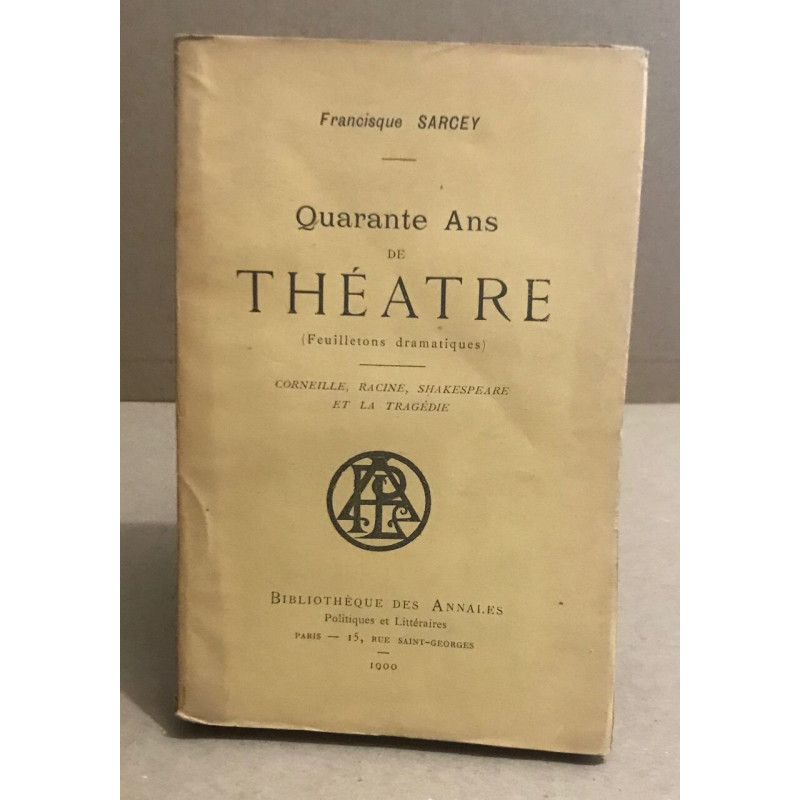 Francisque SARCEY
Quarante Ans
DE
THÉATRE
(Feuilletons dramatiques)
CORNEILLE, RACINE, SHAKESPEARE
ET LA TRAGÉDIE
BIBLIOTHÈQUE DES ANNALES
Politiques et Littéraires
PARIS — 15, RUE SAINT-GEORGES
1900